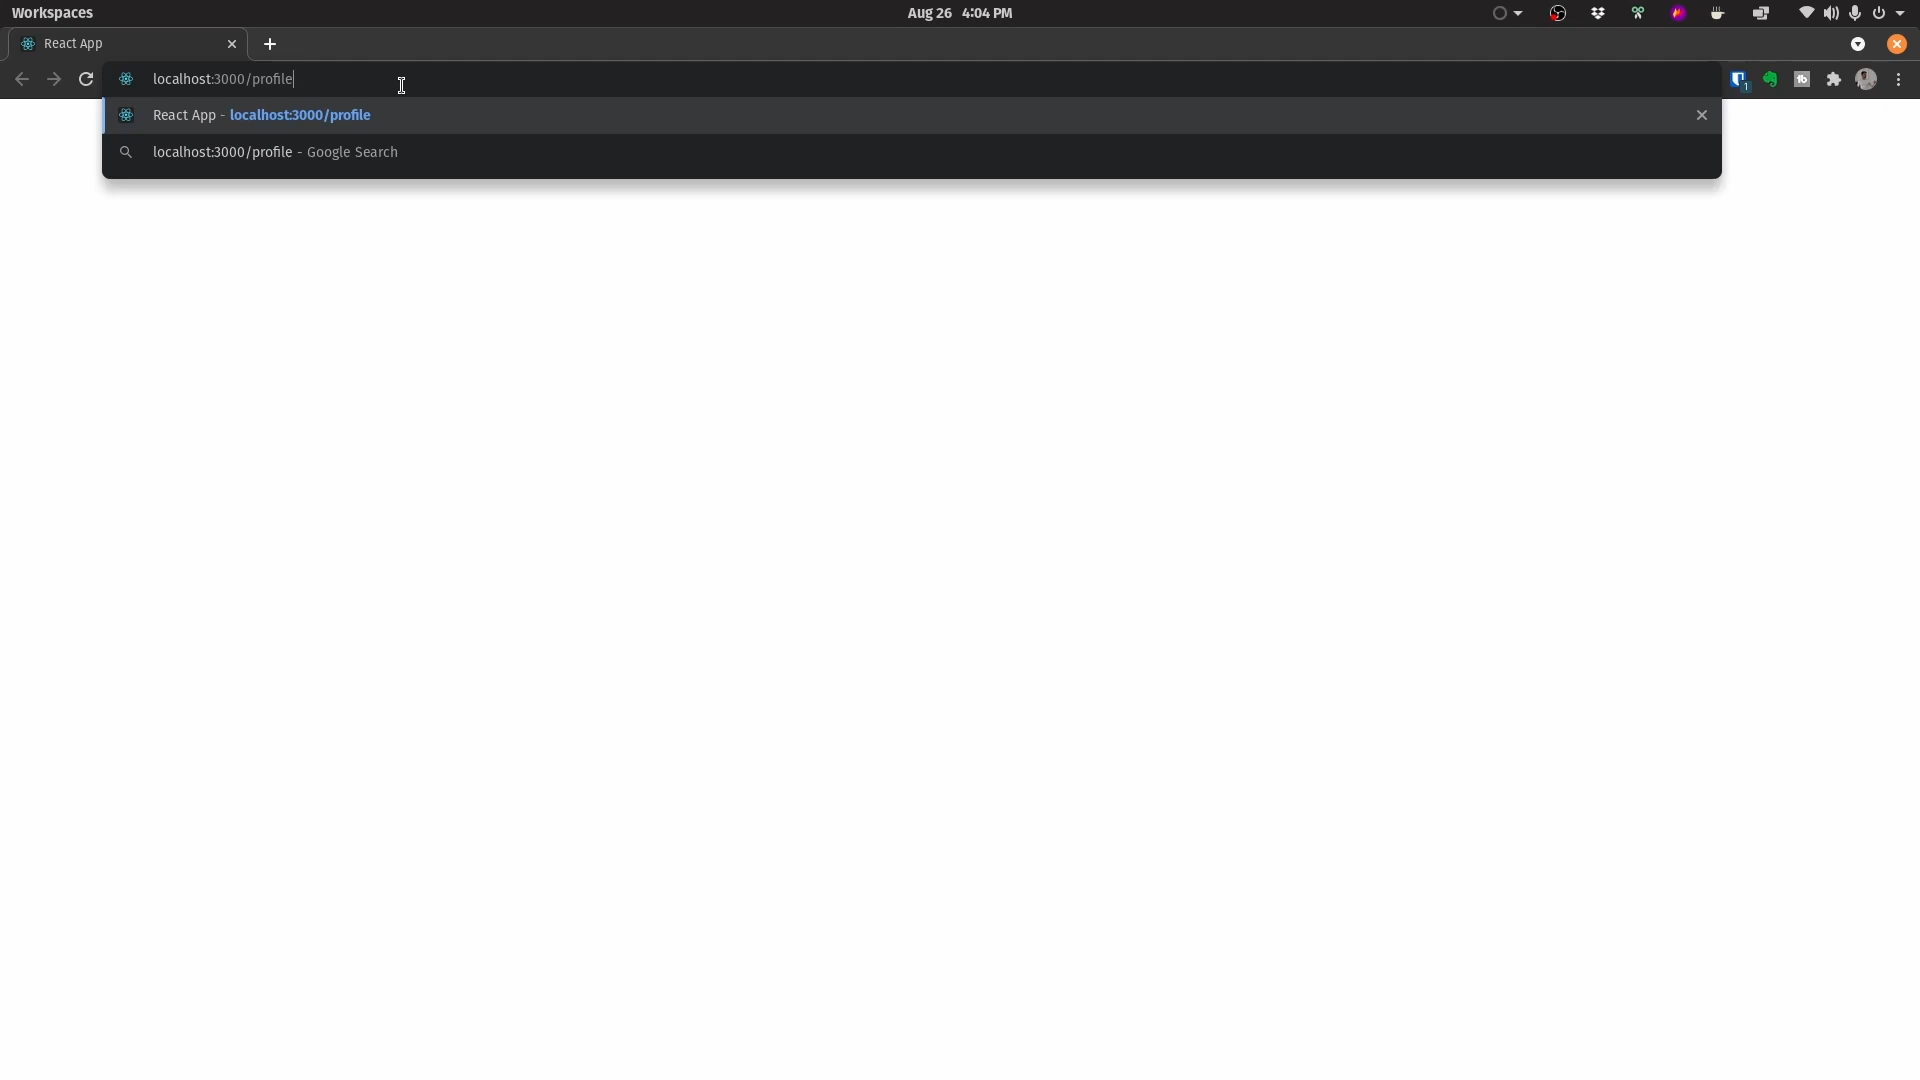 Workspaces
Aug 26 4:04 PM
React App
localhost:3000/profile
1
React App - localhost:3000/profile
localhost:3000/profile - Google Search